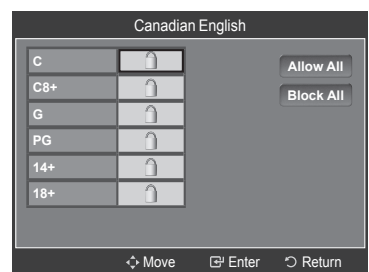 Canadian English
C
Allow All
C8+
Block All
G
PG
14+
18+
Move Enter Return